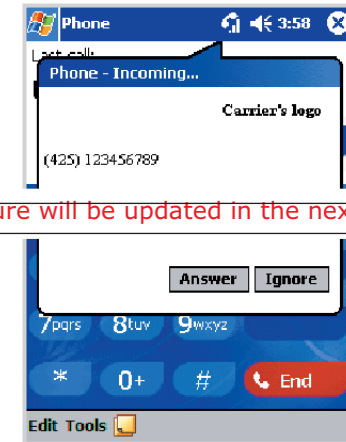 Phone 3:58
Last call:
Phone - Incoming...
Carrier's logo
(425) 123456789
ure will be updated in the nex
Answer Ignore
7pqrs 8tuv 9wxyz
* 0+ # End
Edit Tools